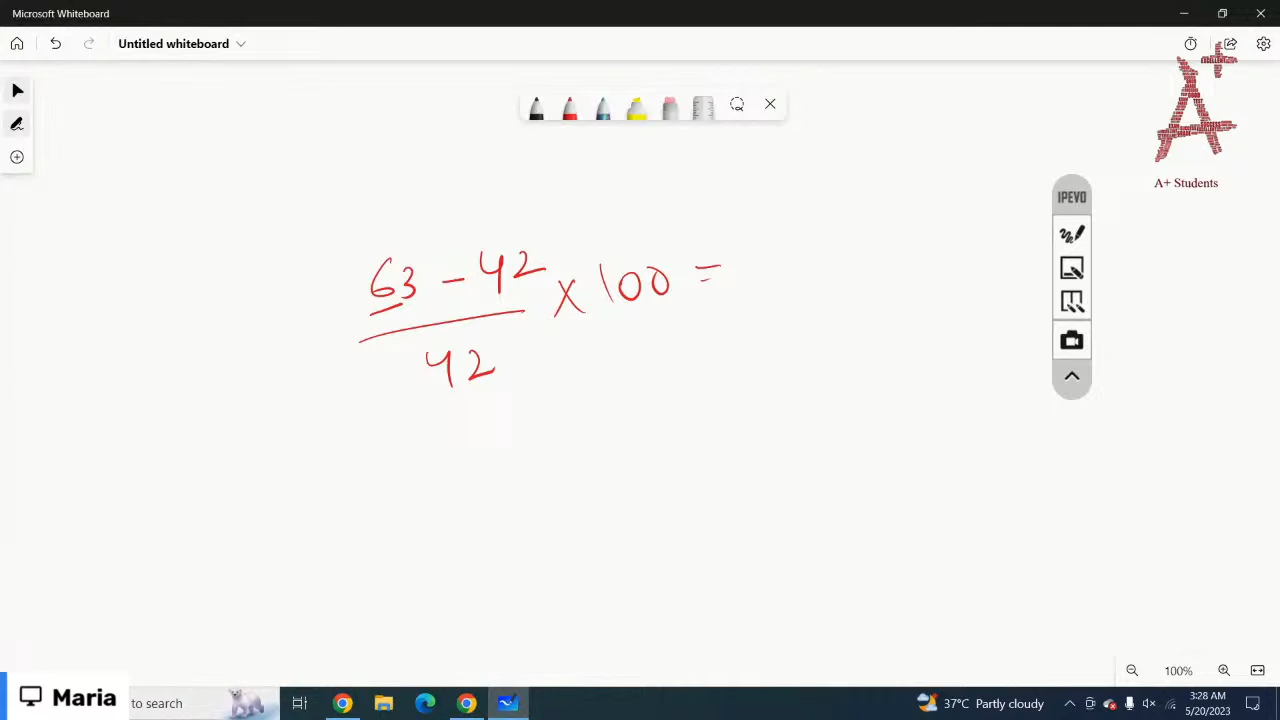 Microsoft Whiteboard
Untitled whiteboard
A+
A+ Students
IPEVO
63 - 42
42
× 100 =
100%
Maria
to search
37°C Partly cloudy
3:28 AM
5/20/2023